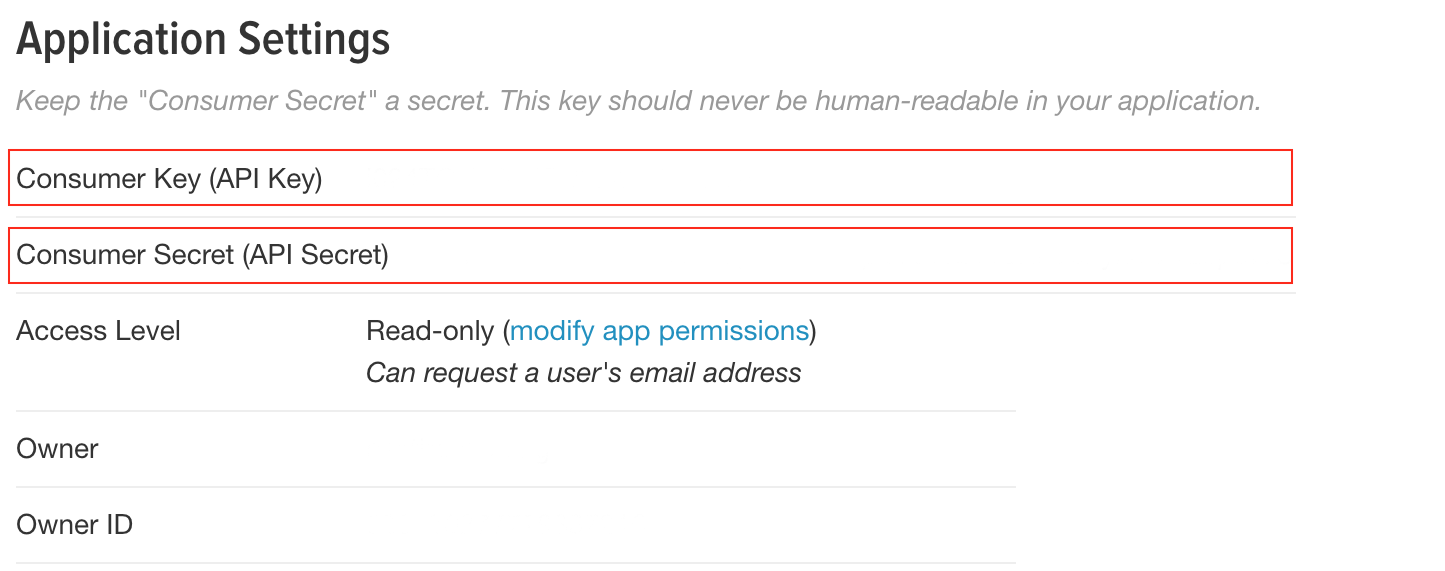 Application Settings
Keep the "Consumer Secret" a secret. This key should never be human-readable in your application.
Consumer Key (API Key)
Consumer Secret (API Secret)
Access Level Read-only (modify app permissions)
Can request a user's email address
Owner
Owner ID